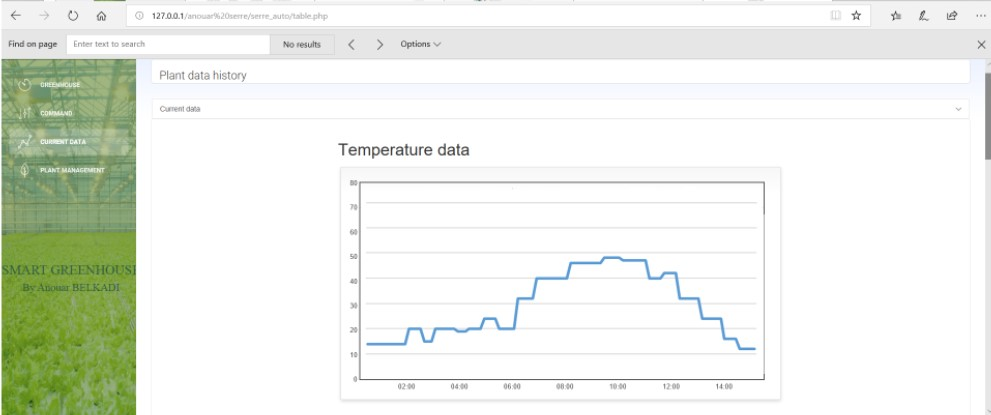 127.0.0.1/anouar%20serre/serre_auto/table.php
Find on page
Enter text to search
No results
Options
GREENHOUSE
COMMAND
CURRENT DATA
PLANT MANAGEMENT
SMART GREENHOUSE
By Anouar BELKADI
Plant data history
Current data
Temperature data
80
70
60
50
40
30
20
10
0
02:00 04:00 06:00 08:00 10:00 12:00 14:00